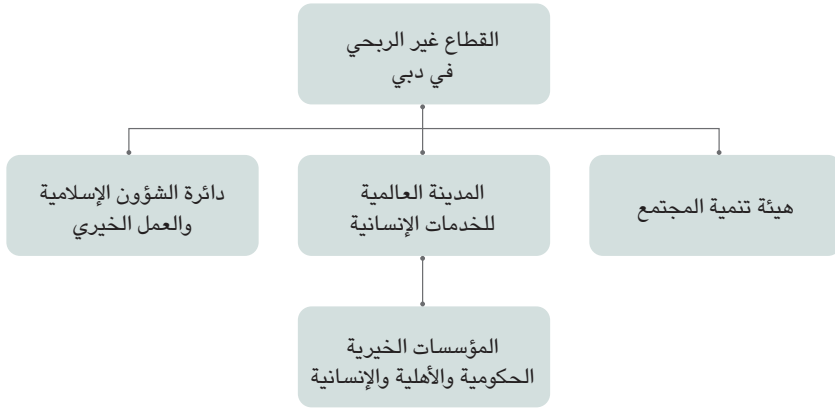 القطاع غير الربحي
في دبي
هيئة تنمية المجتمع
المدينة العالمية
للخدمات الإنسانية
دائرة الشؤون الإسلامية
والعمل الخيري
المؤسسات الخيرية
الحكومية والأهلية والإنسانية